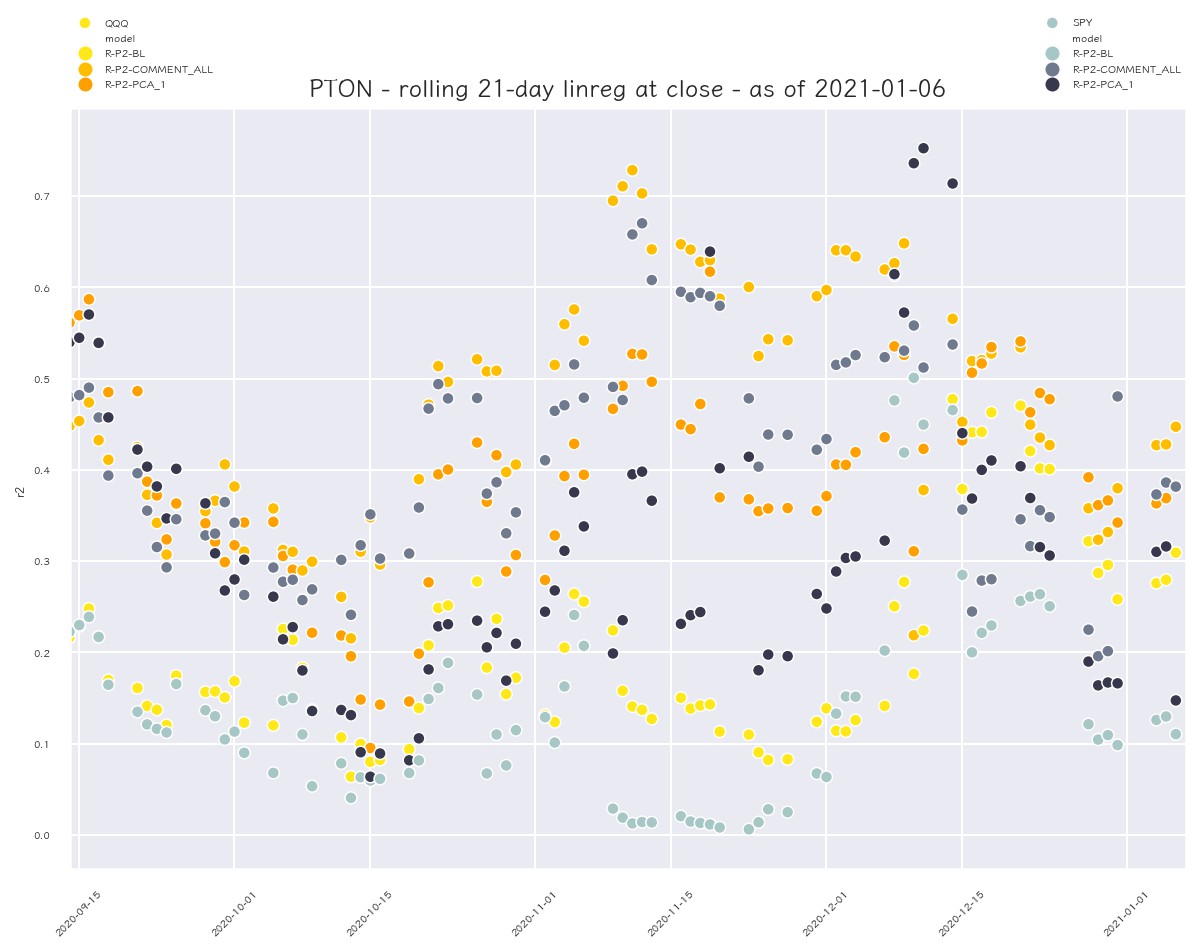 QQQ
model
R-P2-BL
R-P2-COMMENT_ALL
R-P2-PCA_1
SPY
model
R-P2-BL
R-P2-COMMENT_ALL
R-P2-PCA_1
PTON - rolling 21-day linreg at close - as of 2021-01-06
r2
0.7
0.6
0.5
0.4
0.3
0.2
0.1
0.0
2020-09-15
2020-10-01
2020-10-15
2020-11-01
2020-11-15
2020-12-01
2020-12-15
2021-01-01